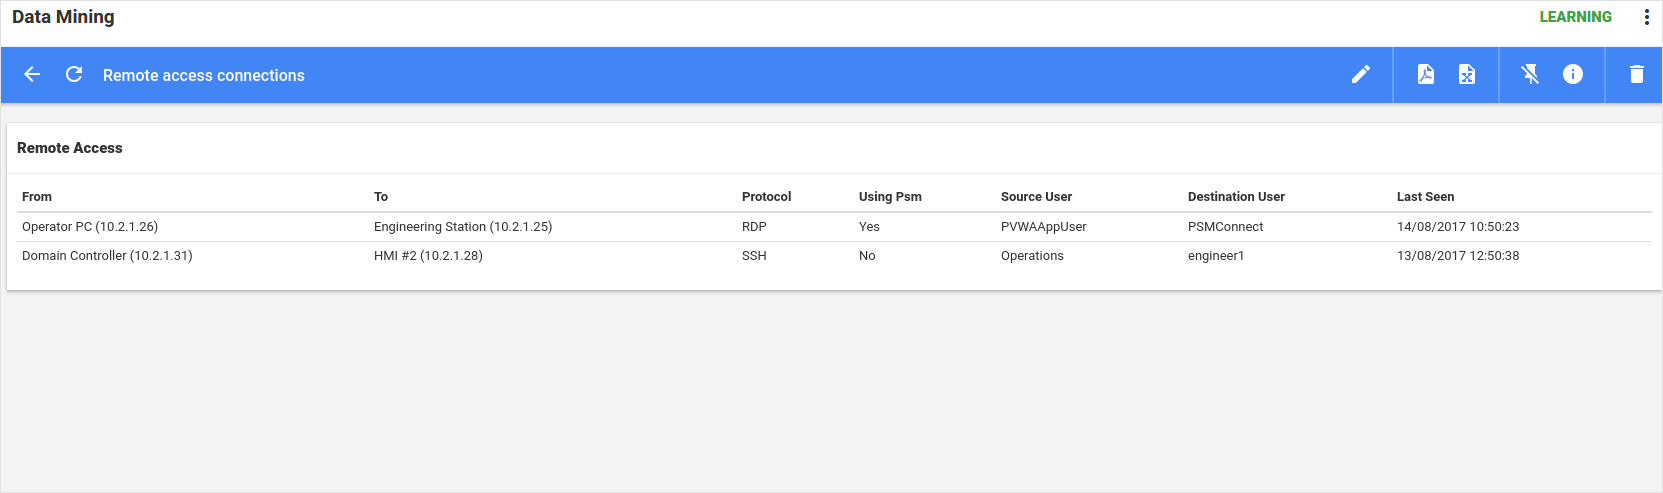 Data Mining LEARNING
Remote access connections
Remote Access
From To Protocol Using Psm Source User Destination User Last Seen
Operator PC (10.2.1.26) Engineering Station (10.2.1.25) RDP Yes PVWAAppUser PSMConnect 14/08/2017 10:50:23
Domain Controller (10.2.1.31) HMI #2 (10.2.1.28) SSH No Operations engineer1 13/08/2017 12:50:38